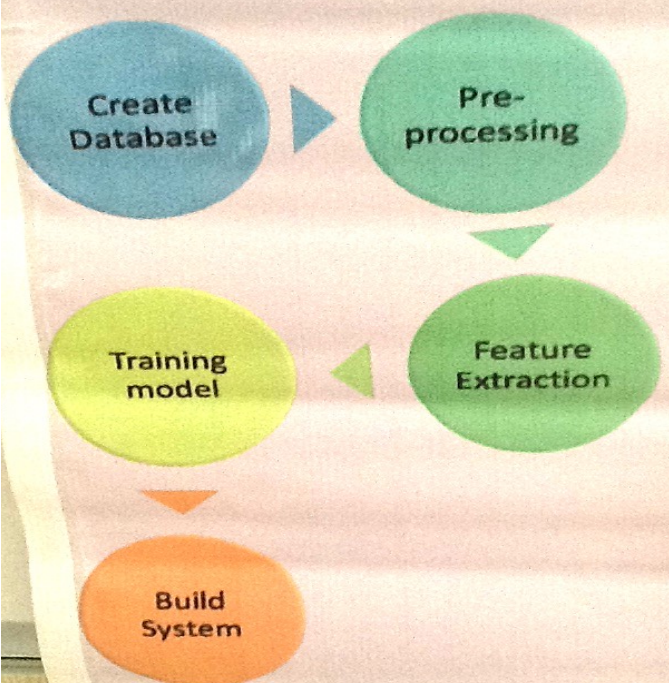 Create
Database
Pre-
processing
Feature
Extraction
Training
model
Build
System